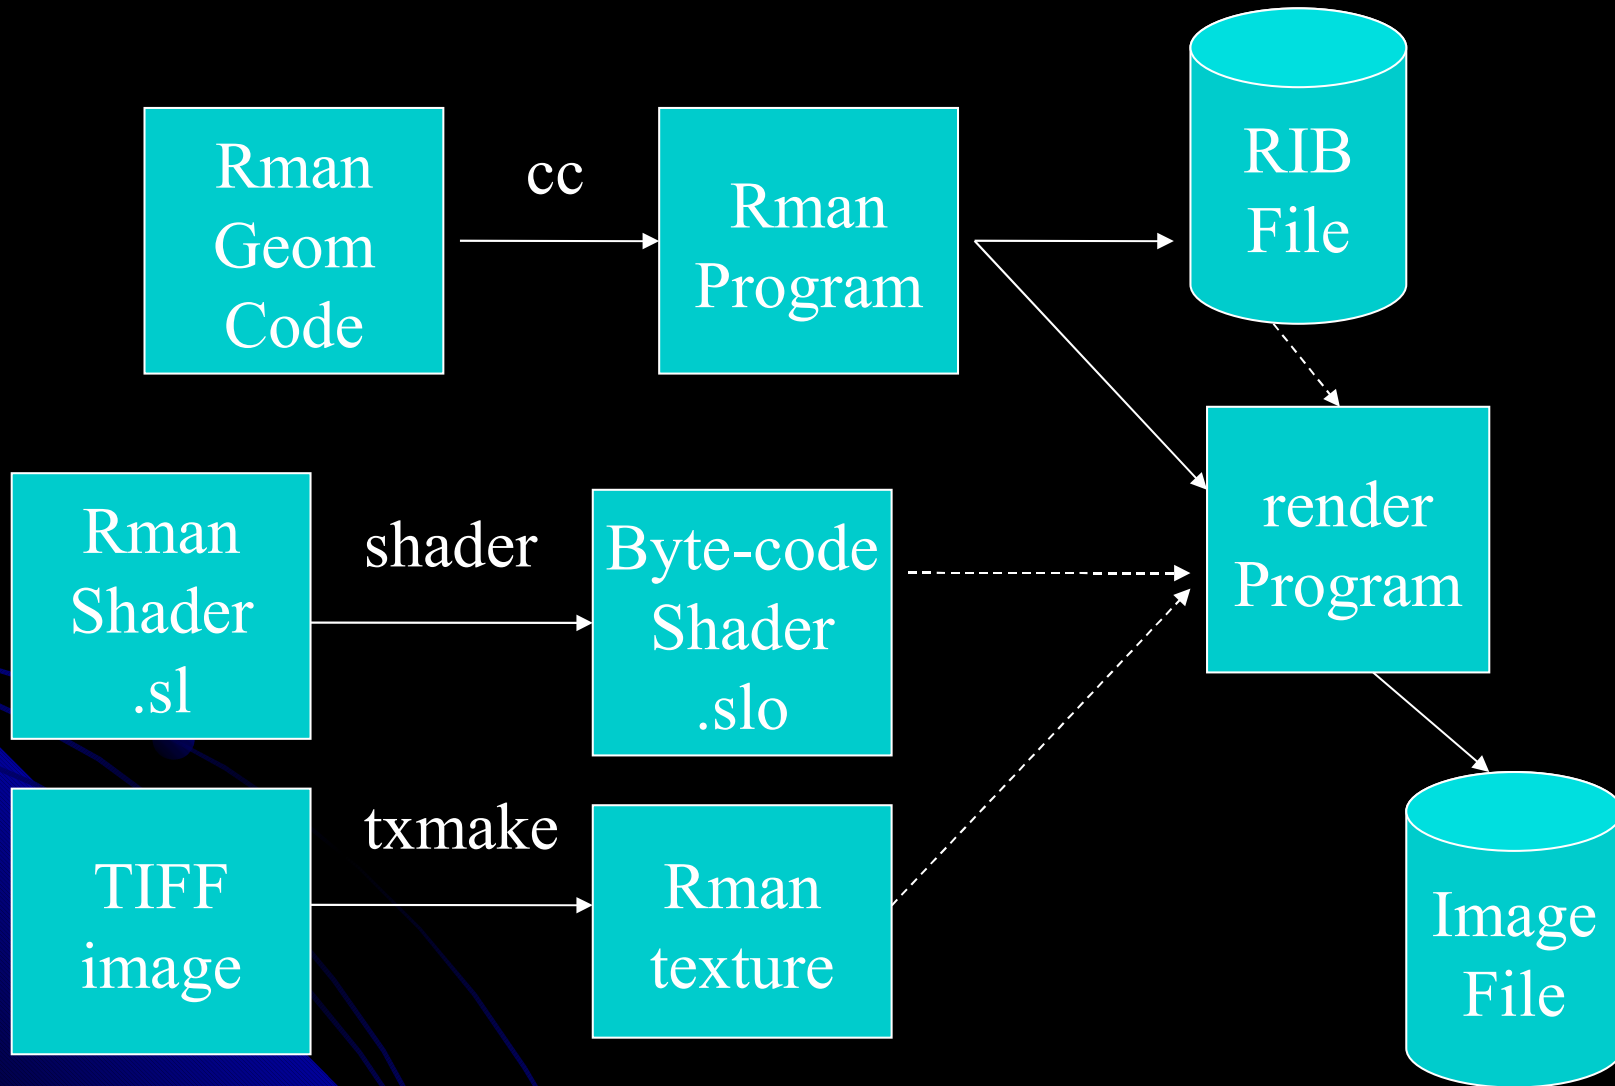 Rman
Geom
Code
cc
Rman
Program
RIB
File
Rman
Shader
.sl
shader
Byte-code
Shader
.slo
render
Program
TIFF
image
txmake
Rman
texture
Image
File